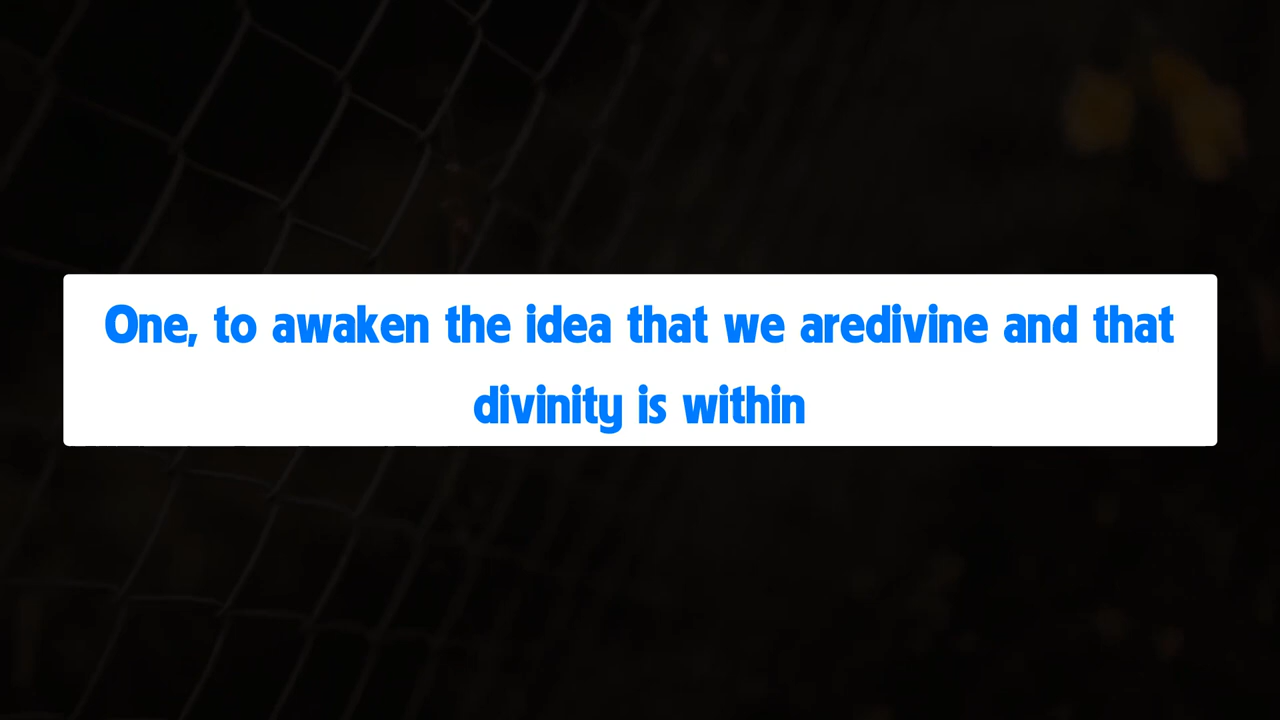 One, to awaken the idea that we aredivine and that
divinity is within